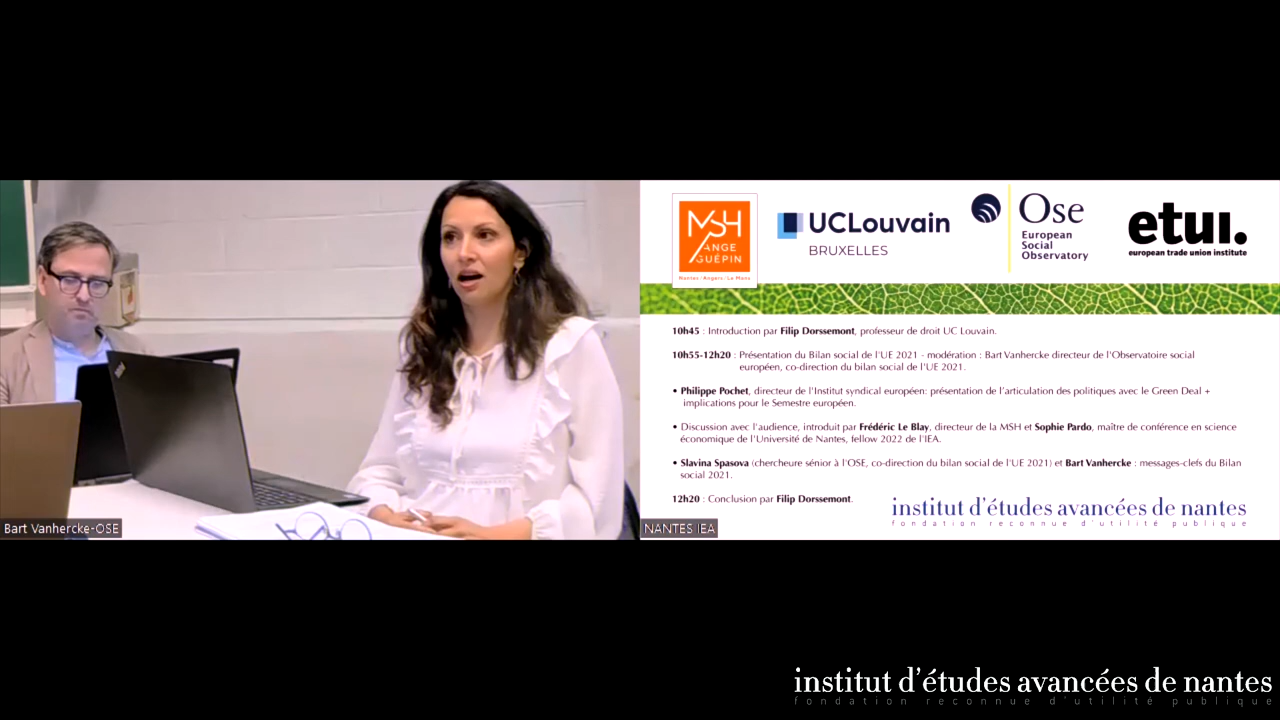 MSH
ANGE
GUÉPIN
Nantes · Angers · Le Mans
UCLouvain
BRUXELLES
Ose
European
Social
Observatory
etui.
european trade union institute
10h45 : Introduction par Filip Dorssemont, professeur de droit UC Louvain.
10h55-12h20 : Présentation du Bilan social de l'UE 2021 - modération : Bart Vanhercke directeur de l'Observatoire social
européen, co-direction du bilan social de l'UE 2021.
• Philippe Pochet, directeur de l'Institut syndical européen: présentation de l'articulation des politiques avec le Green Deal +
implications pour le Semestre européen.
• Discussion avec l'audience, introduit par Frédéric Le Blay, directeur de la MSH et Sophie Pardo, maître de conférence en science
économique de l'Université de Nantes, fellow 2022 de l'IEA.
• Slavina Spasova (chercheure sénior à l'OSE, co-direction du bilan social de l'UE 2021) et Bart Vanhercke : messages-clefs du Bilan
social 2021.
12h20 : Conclusion par Filip Dorssemont.
institut d'études avancées de nantes
fondation reconnue d'utilité publique
Bart Vanhercke-OSE
NANTES IEA
institut d'études avancées de nantes
fondation reconnue d'utilité publique